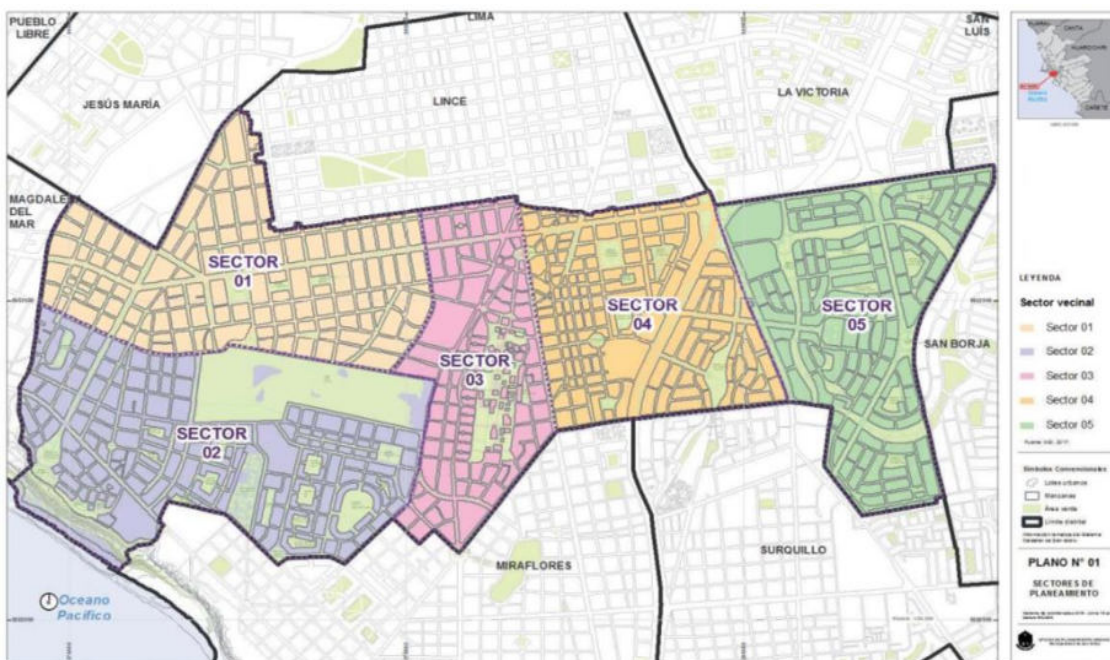 PUEBLO
LIBRE
LIMA
SAN
LUÍS
JESÚS MARÍA
LINCE
LA VICTORIA
MAGDALENA
DEL
MAR
SECTOR
01
SECTOR
02
SECTOR
03
SECTOR
04
SECTOR
05
SAN BORJA
MIRAFLORES
SURQUILLO
Oceano
Pacífico
CAÑETE
LEYENDA
Sector vecinal
Sector 01
Sector 02
Sector 03
Sector 04
Sector 05
Símbolos Convencionales
Lotes urbanos
Manzanas
Área verde
Límite distrital
PLANO N° 01
SECTORES DE
PLANEAMIENTO